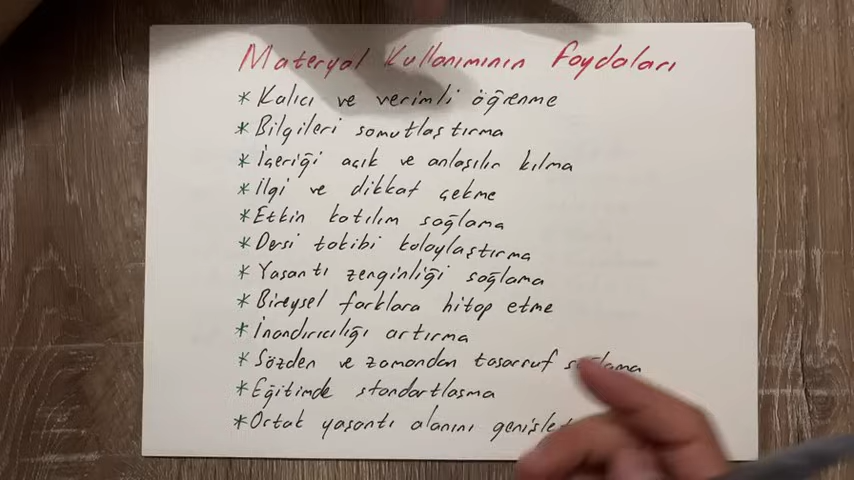 Materyal Kullanımının Faydaları
* Kalıcı ve verimli öğrenme
* Bilgileri somutlaştırma
* İçeriği açık ve anlaşılır kılma
* İlgi ve dikkat çekme
* Etkin katılım sağlama
* Dersi takibi kolaylaştırma
* Yaşantı zenginliği sağlama
* Bireysel farklara hitap etme
* İnandırıcılığı artırma
* Sözden ve zamandan tasarruf sağlama
* Eğitimde standartlaşma
* Ortak yaşantı alanını